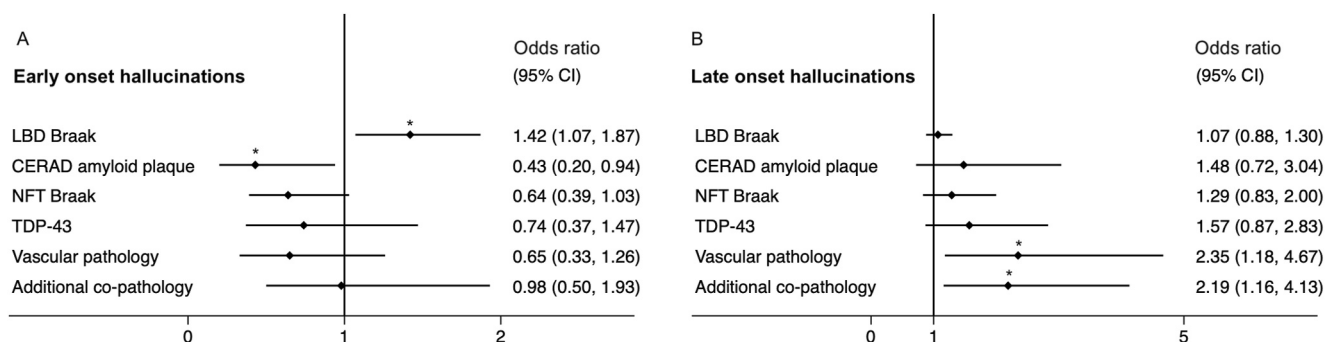 A
Odds ratio
Early onset hallucinations (95% CI)
*
LBD Braak 1.42 (1.07, 1.87)
*
CERAD amyloid plaque 0.43 (0.20, 0.94)
NFT Braak 0.64 (0.39, 1.03)
TDP-43 0.74 (0.37, 1.47)
Vascular pathology 0.65 (0.33, 1.26)
Additional co-pathology 0.98 (0.50, 1.93)
0 1 2
B
Odds ratio
Late onset hallucinations (95% CI)
LBD Braak 1.07 (0.88, 1.30)
CERAD amyloid plaque 1.48 (0.72, 3.04)
NFT Braak 1.29 (0.83, 2.00)
TDP-43 1.57 (0.87, 2.83)
*
Vascular pathology 2.35 (1.18, 4.67)
*
Additional co-pathology 2.19 (1.16, 4.13)
0 1 5